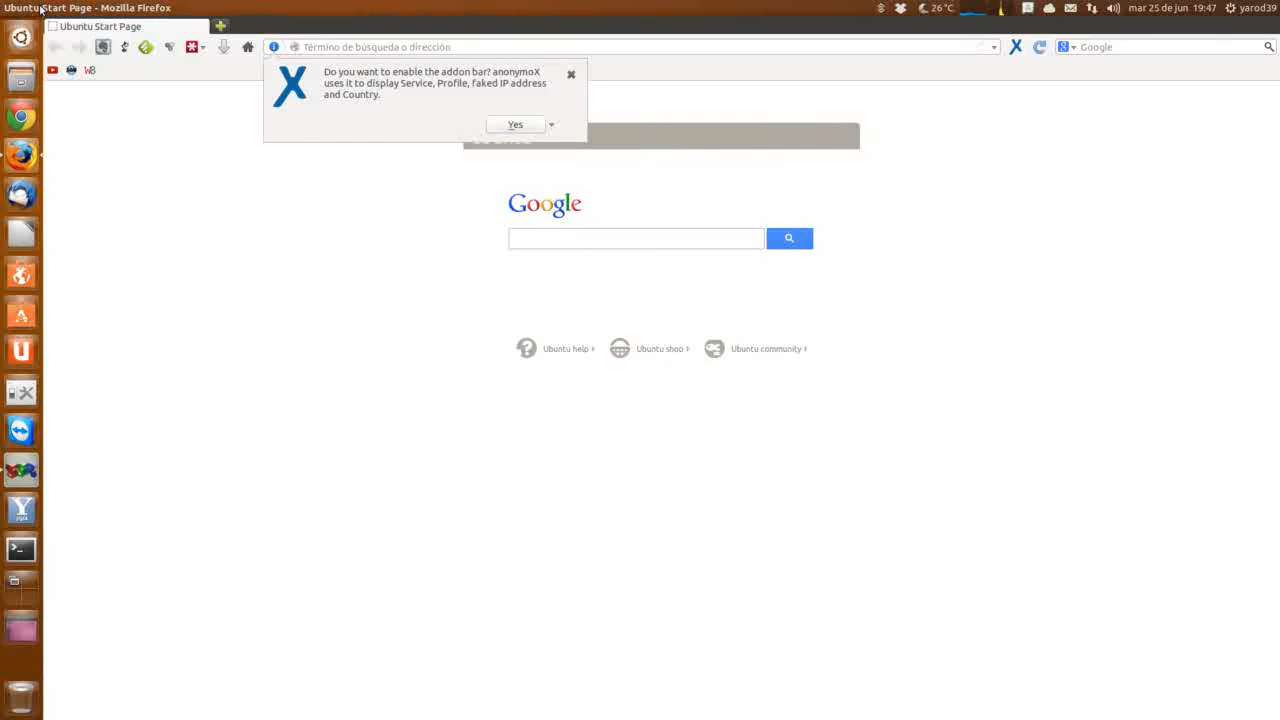 Ubuntu Start Page - Mozilla Firefox
26 °C
mar 25 de jun 19:47
yarod39
Ubuntu Start Page
Término de búsqueda o dirección
Google
W8
Do you want to enable the addon bar? anonymoX
uses it to display Service, Profile, faked IP address
and Country.
Yes
Google
Ubuntu help ›
Ubuntu shop ›
Ubuntu community ›